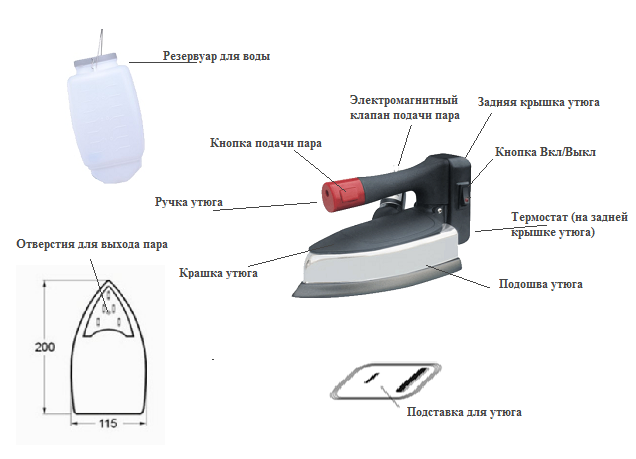 Резервуар для воды
Электромагнитный
клапан подачи пара
Задняя крышка утюга
Кнопка подачи пара
Кнопка Вкл/Выкл
Ручка утюга
Термостат (на задней
крышке утюга)
Отверстия для выхода пара
Крашка утюга
Подошва утюга
200
115
Подставка для утюга